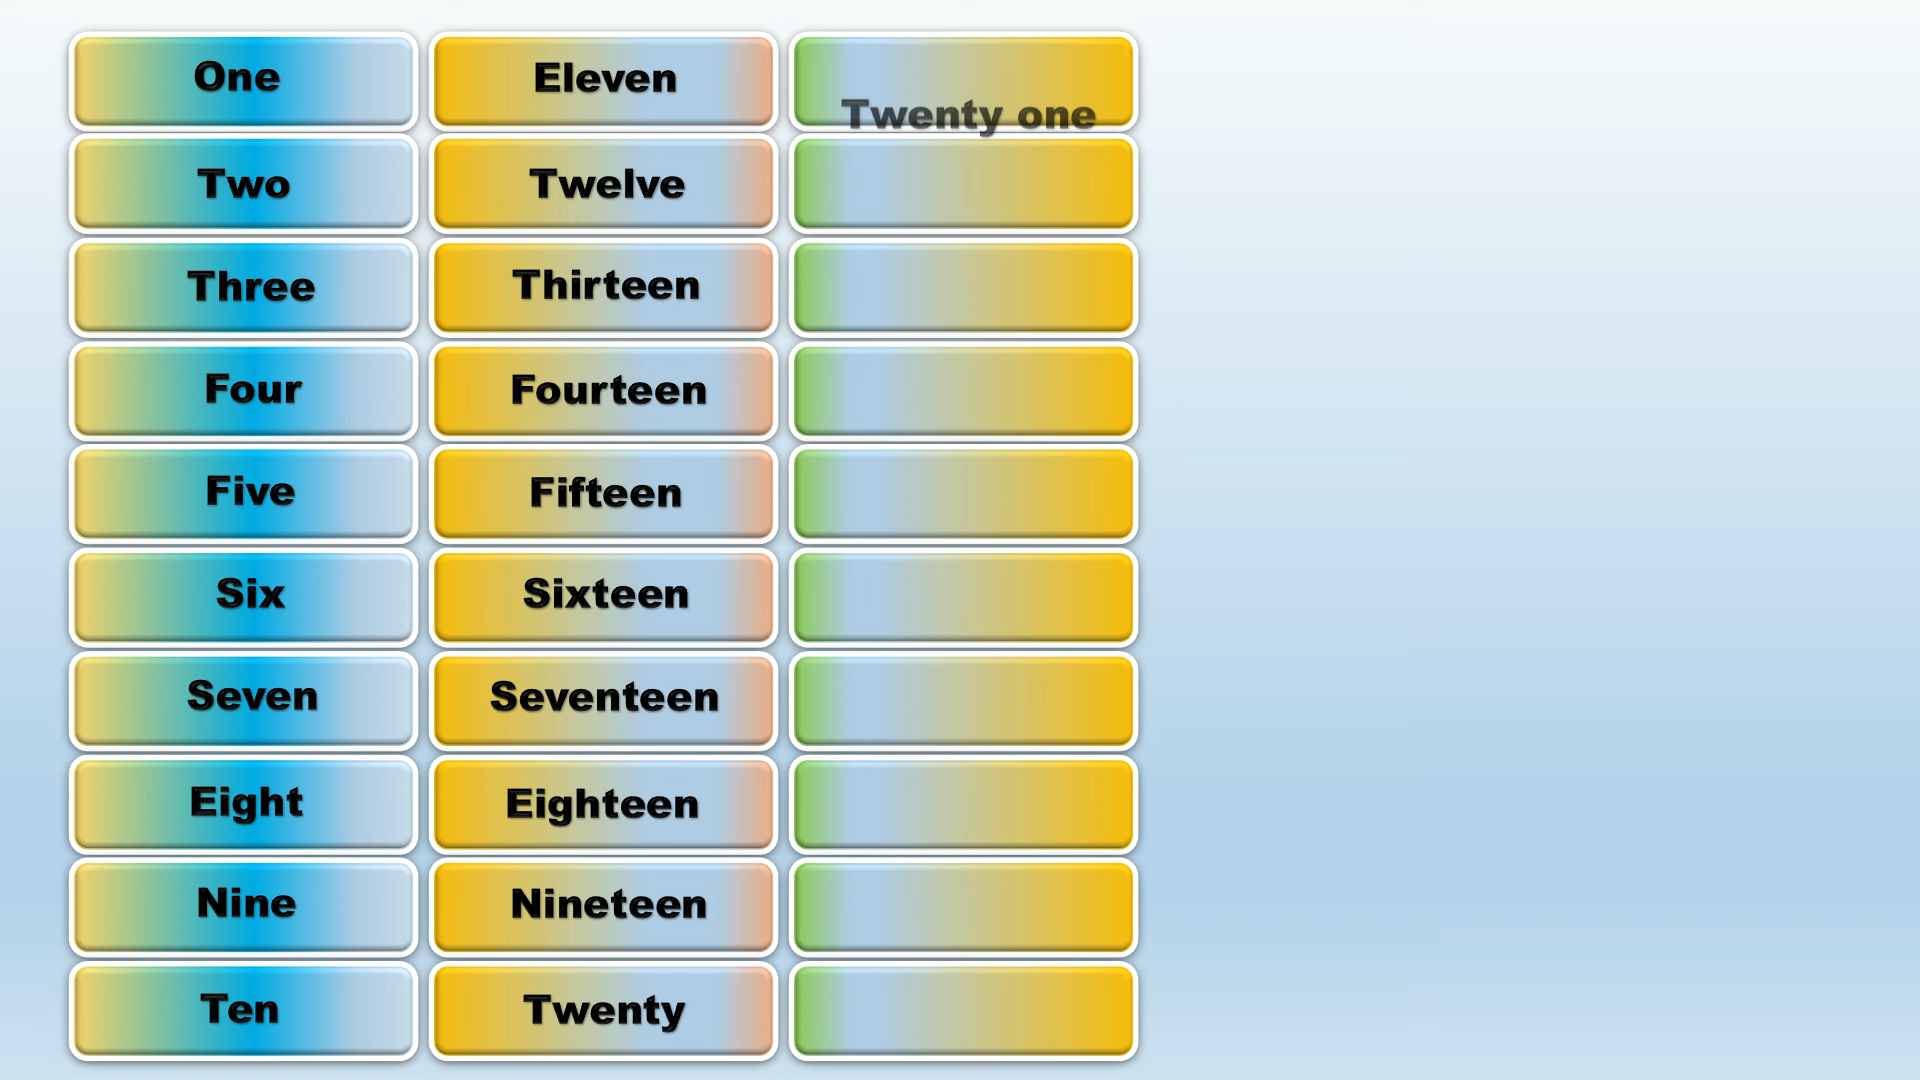 One
Two
Three
Four
Five
Six
Seven
Eight
Nine
Ten
Eleven
Twelve
Thirteen
Fourteen
Fifteen
Sixteen
Seventeen
Eighteen
Nineteen
Twenty
Twenty one